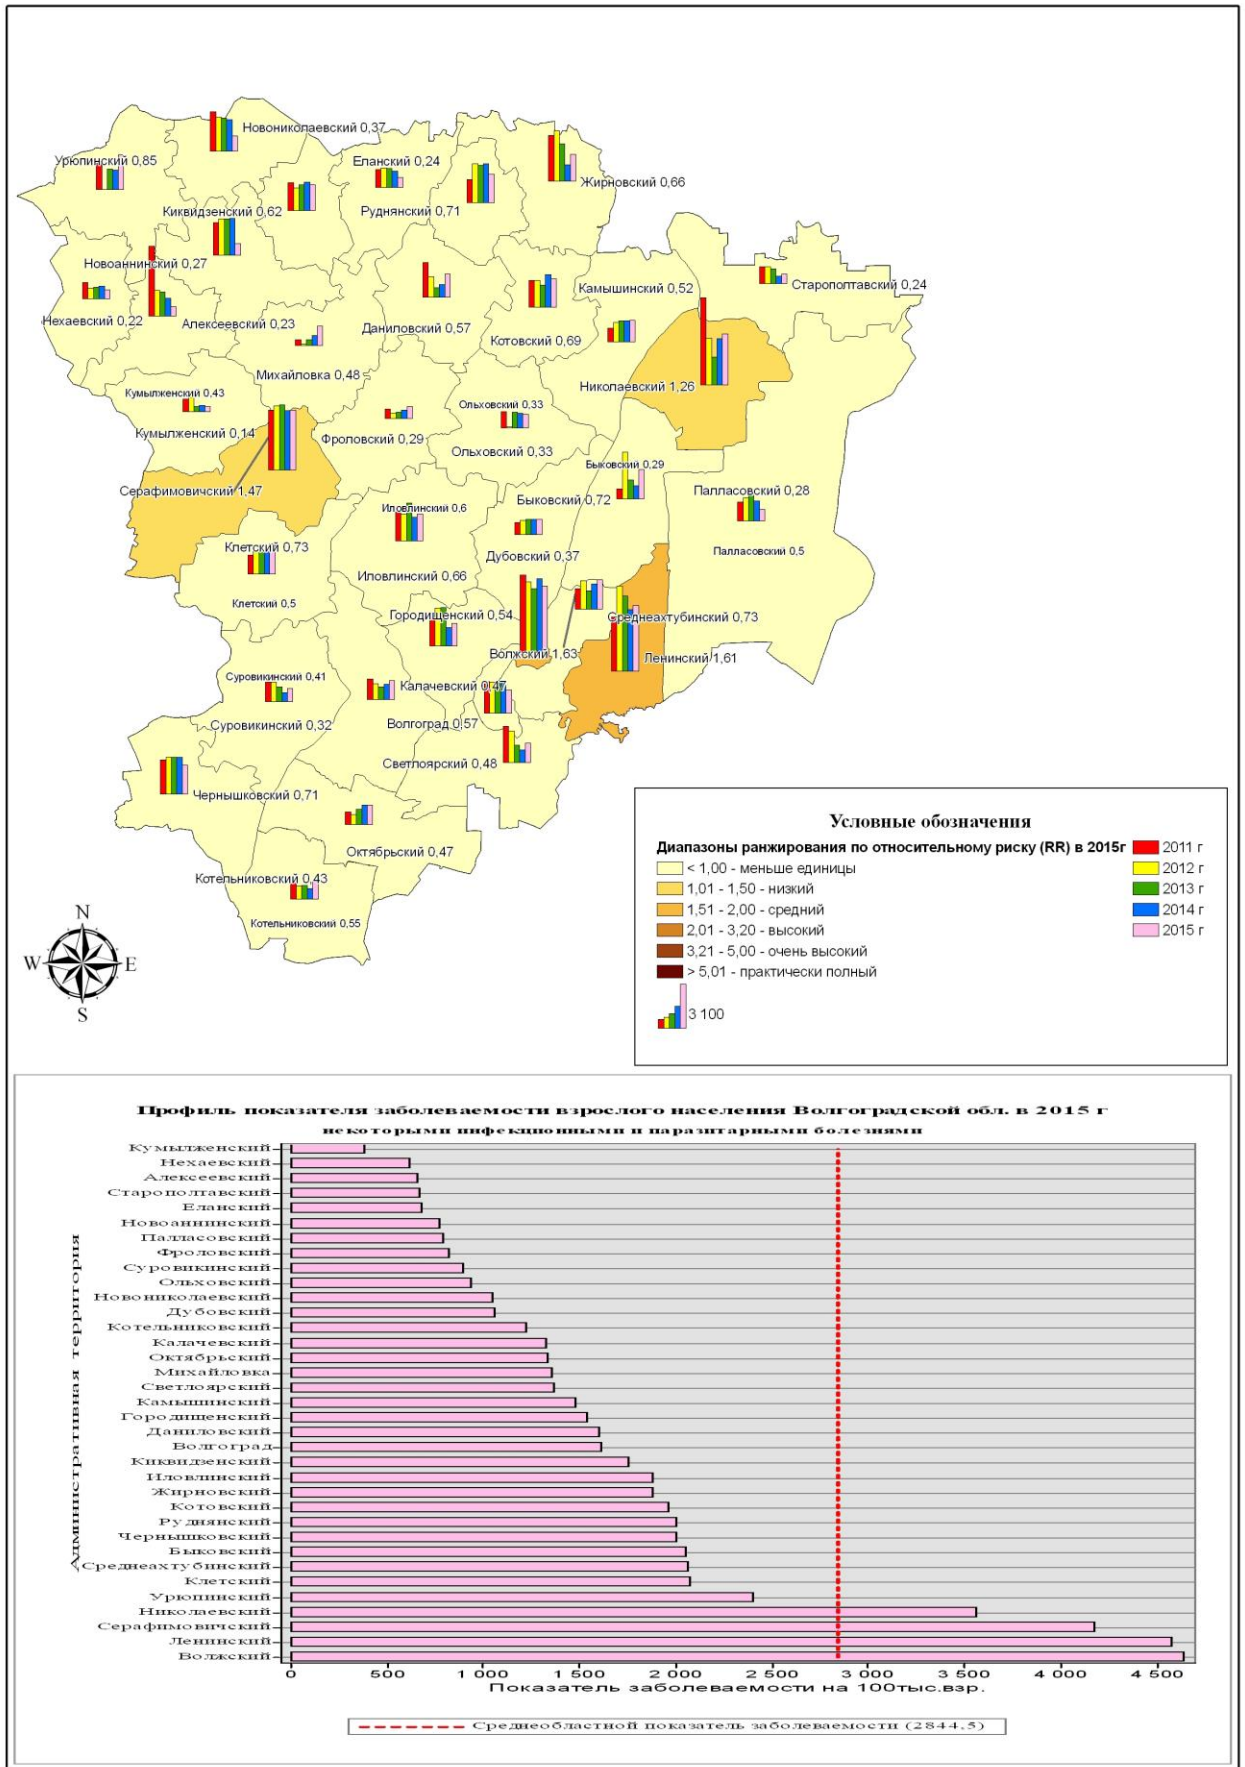 Новониколаевский 0,37
Урюпинский 0,85
Еланский 0,24
Жирновский 0,66
Киквидзенский 0,62
Руднянский 0,71
Новоаннинский 0,27
Камышинский 0,52
Старополтавский 0,24
Нехаевский 0,22
Алексеевский 0,23
Даниловский 0,57
Котовский 0,69
Михайловка 0,48
Николаевский 1,26
Кумылженский 0,43
Ольховский 0,33
Кумылженский 0,14
Фроловский 0,29
Ольховский 0,33
Быковский 0,29
Серафимовичский 1,47
Палласовский 0,28
Быковский 0,72
Иловлинский 0,6
Клетский 0,73
Дубовский 0,37
Палласовский 0,5
Иловлинский 0,66
Клетский 0,5
Городищенский 0,54
Среднеахтубинский 0,73
Волжский 1,63
Ленинский 1,61
Суровикинский 0,41
Калачевский 0,47
Суровикинский 0,32
Волгоград 0,57
Светлоярский 0,48
Чернышковский 0,71
Октябрьский 0,47
Котельниковский 0,43
Котельниковский 0,55
N
W E
S
Условные обозначения
Диапазоны ранжирования по относительному риску (RR) в 2015г
< 1,00 - меньше единицы
1,01 - 1,50 - низкий
1,51 - 2,00 - средний
2,01 - 3,20 - высокий
3,21 - 5,00 - очень высокий
> 5,01 - практически полный
3 100
2011 г
2012 г
2013 г
2014 г
2015 г
Профиль показателя заболеваемости взрослого населения Волгоградской обл. в 2015 г
некоторыми инфекционными и паразитарными болезнями
Административная территория
Кумылженский
Нехаевский
Алексеевский
Старополтавский
Еланский
Новоаннинский
Палласовский
Фроловский
Суровикинский
Ольховский
Новониколаевский
Дубовский
Котельниковский
Калачевский
Октябрьский
Михайловка
Светлоярский
Камышинский
Городищенский
Даниловский
Волгоград
Киквидзенский
Иловлинский
Жирновский
Котовский
Руднянский
Чернышковский
Быковский
Среднеахтубинский
Клетский
Урюпинский
Николаевский
Серафимовичский
Ленинский
Волжский
0 500 1 000 1 500 2 000 2 500 3 000 3 500 4 000 4 500
Показатель заболеваемости на 100тыс.взр.
Среднеобластной показатель заболеваемости (2844,5)